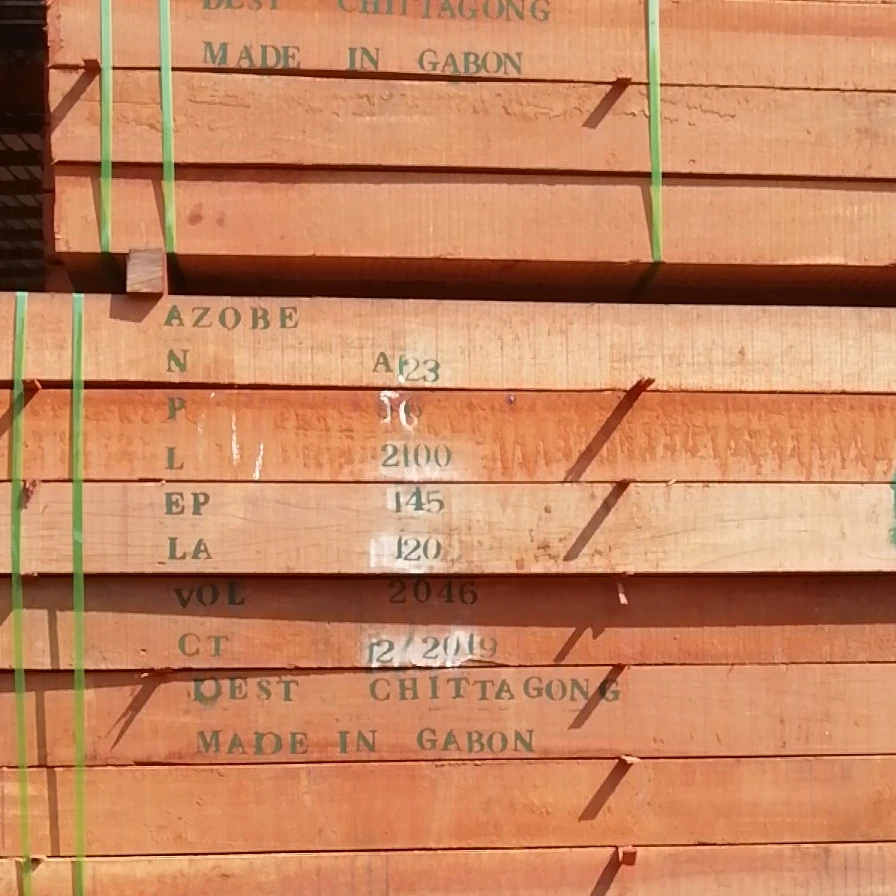 DEST CHITTAGONG
MADE IN GABON
AZOBE
N A123
P 56
L 2100
EP 145
LA 120
VOL 2046
CT 12/2019
DEST CHITTAGONG
MADE IN GABON